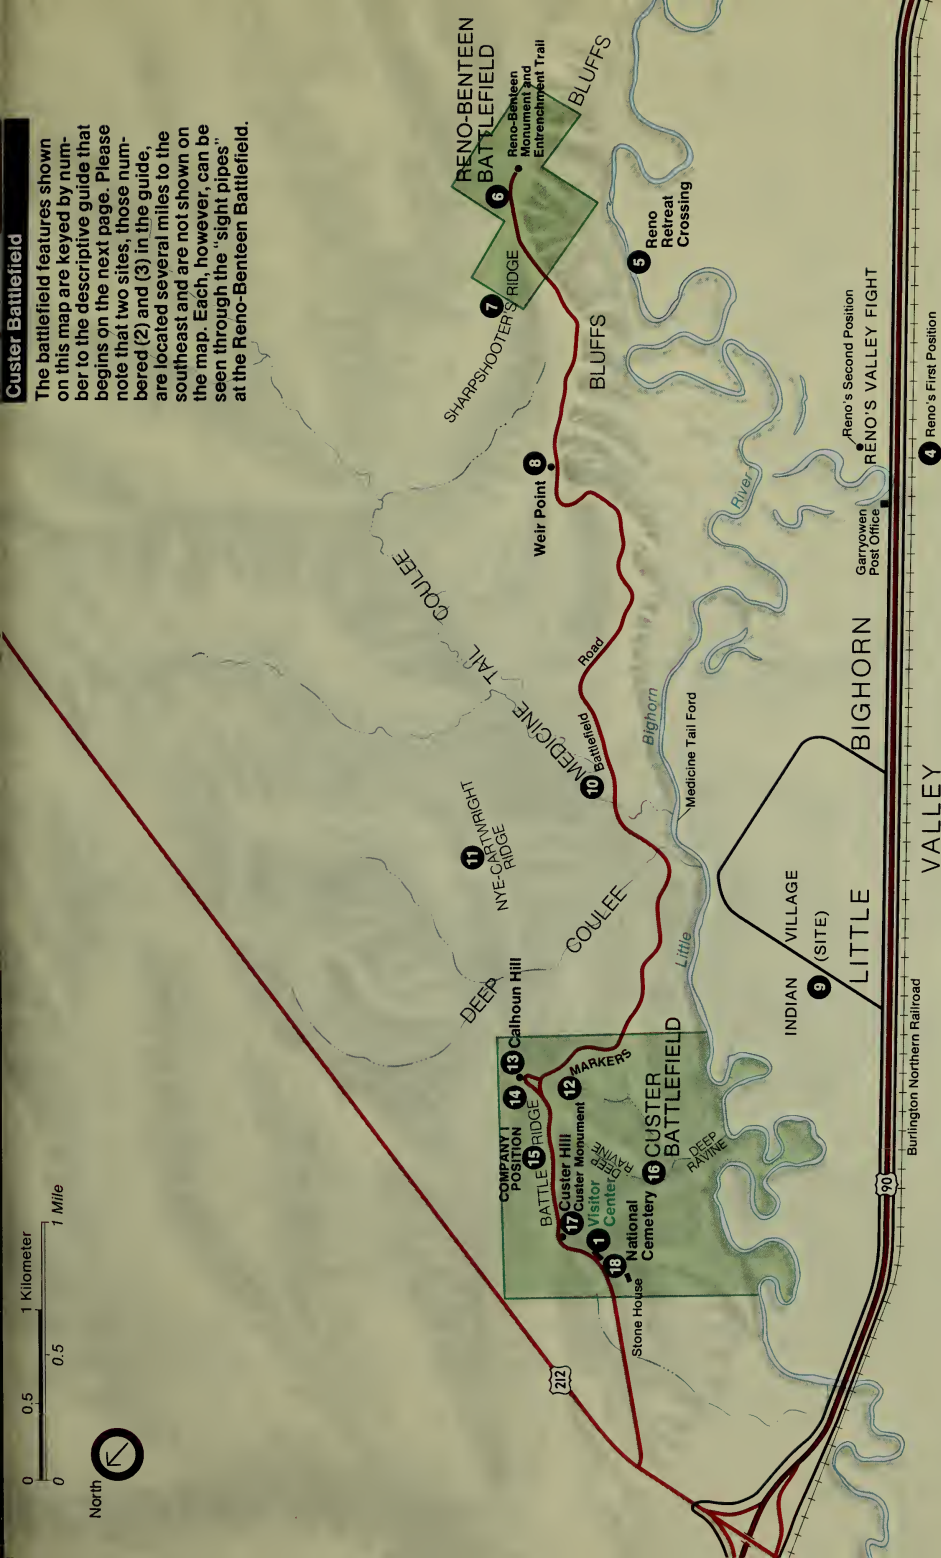 Custer Battlefield
The battlefield features shown
on this map are keyed by num-
ber to the descriptive guide that
begins on the next page. Please
note that two sites, those num-
bered (2) and (3) in the guide,
are located several miles to the
southeast and are not shown on
the map. Each, however, can be
seen through the "sight pipes"
at the Reno-Benteen Battlefield.
0 0.5 1 Kilometer
0 0.5 1 Mile
North
212
RENO-BENTEEN
BATTLEFIELD
6
Reno-Benteen
Monument and
Entrenchment Trail
BLUFFS
7
SHARPSHOOTER'S RIDGE
5
Reno
Retreat
Crossing
BLUFFS
8
Weir Point
Reno's Second Position
RENO'S VALLEY FIGHT
4
Reno's First Position
Garryowen
Post Office
River
MEDICINE TAIL COULEE
Battlefield Road
10
Bighorn
Medicine Tail Ford
11
NYE-CARTWRIGHT
RIDGE
DEEP COULEE
Little
INDIAN VILLAGE
9
(SITE)
LITTLE BIGHORN
VALLEY
13
Calhoun Hill
14
COMPANY I
POSITION
12
MARKERS
BATTLE RIDGE
15
CUSTER
BATTLEFIELD
DEEP
RAVINE
16
DEEP
RAVINE
17
Custer Hill
Custer Monument
1
Visitor
Center
18
National
Cemetery
Stone House
90
Burlington Northern Railroad